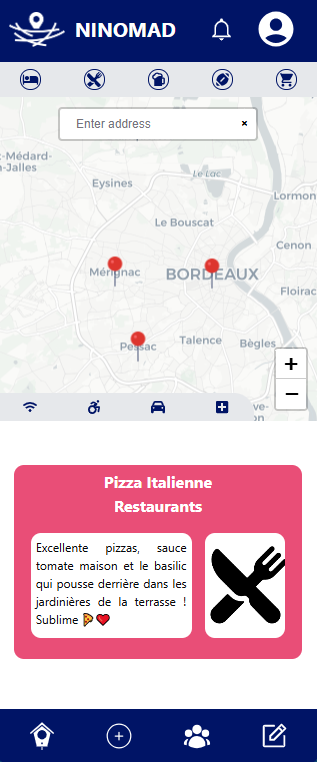 NINOMAD
Enter address
×
t-Médard-
n-Jalles
Eysines
Le Lac
Lormon
Le Bouscat
Cenon
Mérignac
BORDEAUX
Floirac
Pessac
Talence
Bègles
+
−
ve-
on
Pizza Italienne
Restaurants
Excellente pizzas, sauce
tomate maison et le basilic
qui pousse derrière dans les
jardinières de la terrasse !
Sublime 🍕❤️